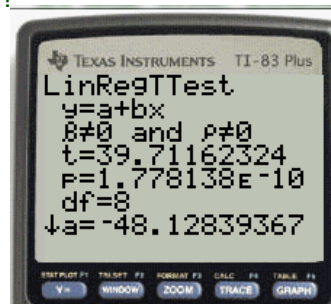 TEXAS INSTRUMENTS TI-83 Plus
LinRegTTest
y=a+bx
β≠0 and ρ≠0
t=39.71162324
p=1.778138ᴇ-10
df=8
↓a=-48.12839367
STAT PLOT F1 TBLSET F2 FORMAT F3 CALC F4 TABLE F5
Y= WINDOW ZOOM TRACE GRAPH